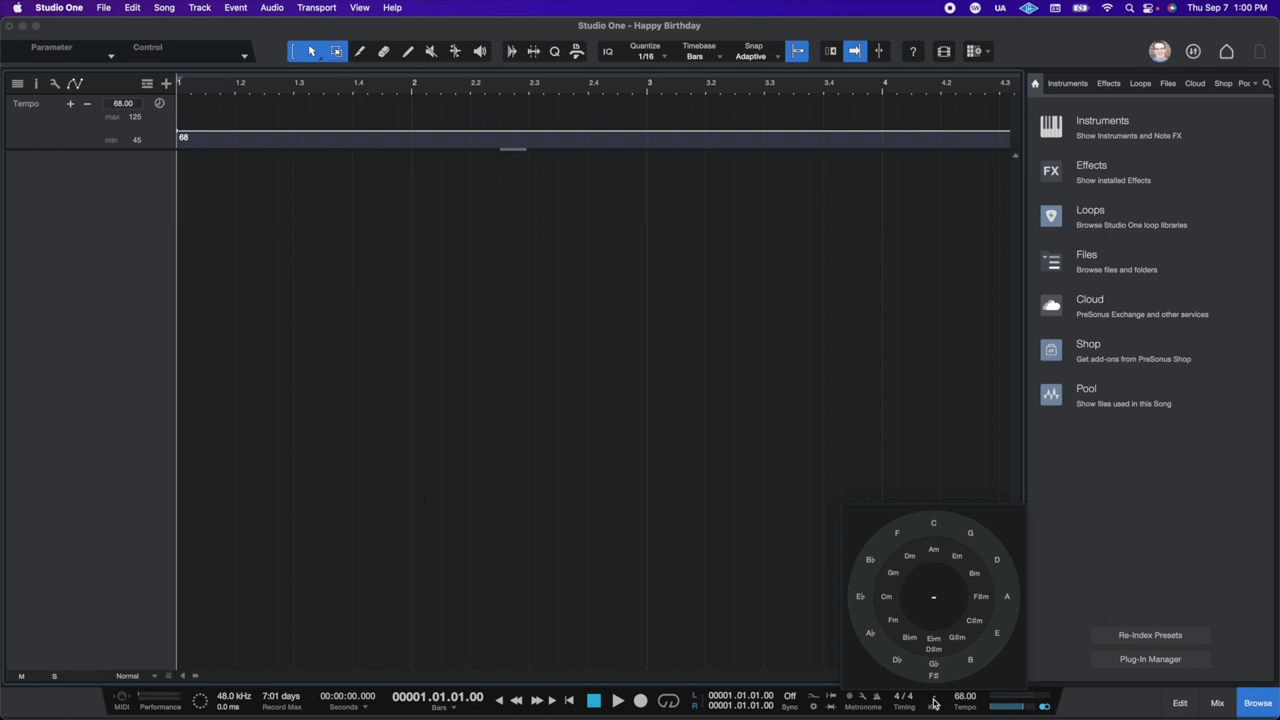 Studio One File Edit Song Track Event Audio Transport View Help
UA Thu Sep 7 1:00 PM
Studio One - Happy Birthday
Parameter Control
IQ Quantize 1/16 Timebase Bars Snap Adaptive ?
1 1.2 1.3 1.4 2 2.2 2.3 2.4 3 3.2 3.3 3.4 4 4.2 4.3
Instruments Effects Loops Files Cloud Shop Poo
Tempo + − 68.00
max 125
min 45
68
Instruments
Show Instruments and Note FX
FX
Effects
Show installed Effects
Loops
Browse Studio One loop libraries
Files
Browse files and folders
Cloud
PreSonus Exchange and other services
Shop
Get add-ons from PreSonus Shop
Pool
Show files used in this Song
C
F G
B♭ D
E♭ A
A♭ E
D♭ B
G♭
F#
Am
Dm Em
Gm Bm
Cm - F#m
Fm C#m
B♭m E♭m G#m
D#m
Re-Index Presets
Plug-In Manager
M S Normal
MIDI Performance
48.0 kHz
0.0 ms
7:01 days
Record Max
00:00:00.000
Seconds
00001.01.01.00
Bars
L 00001.01.01.00
R 00001.01.01.00
Off
Sync
Metronome
4 / 4
Timing
68.00
Tempo
Edit Mix Browse